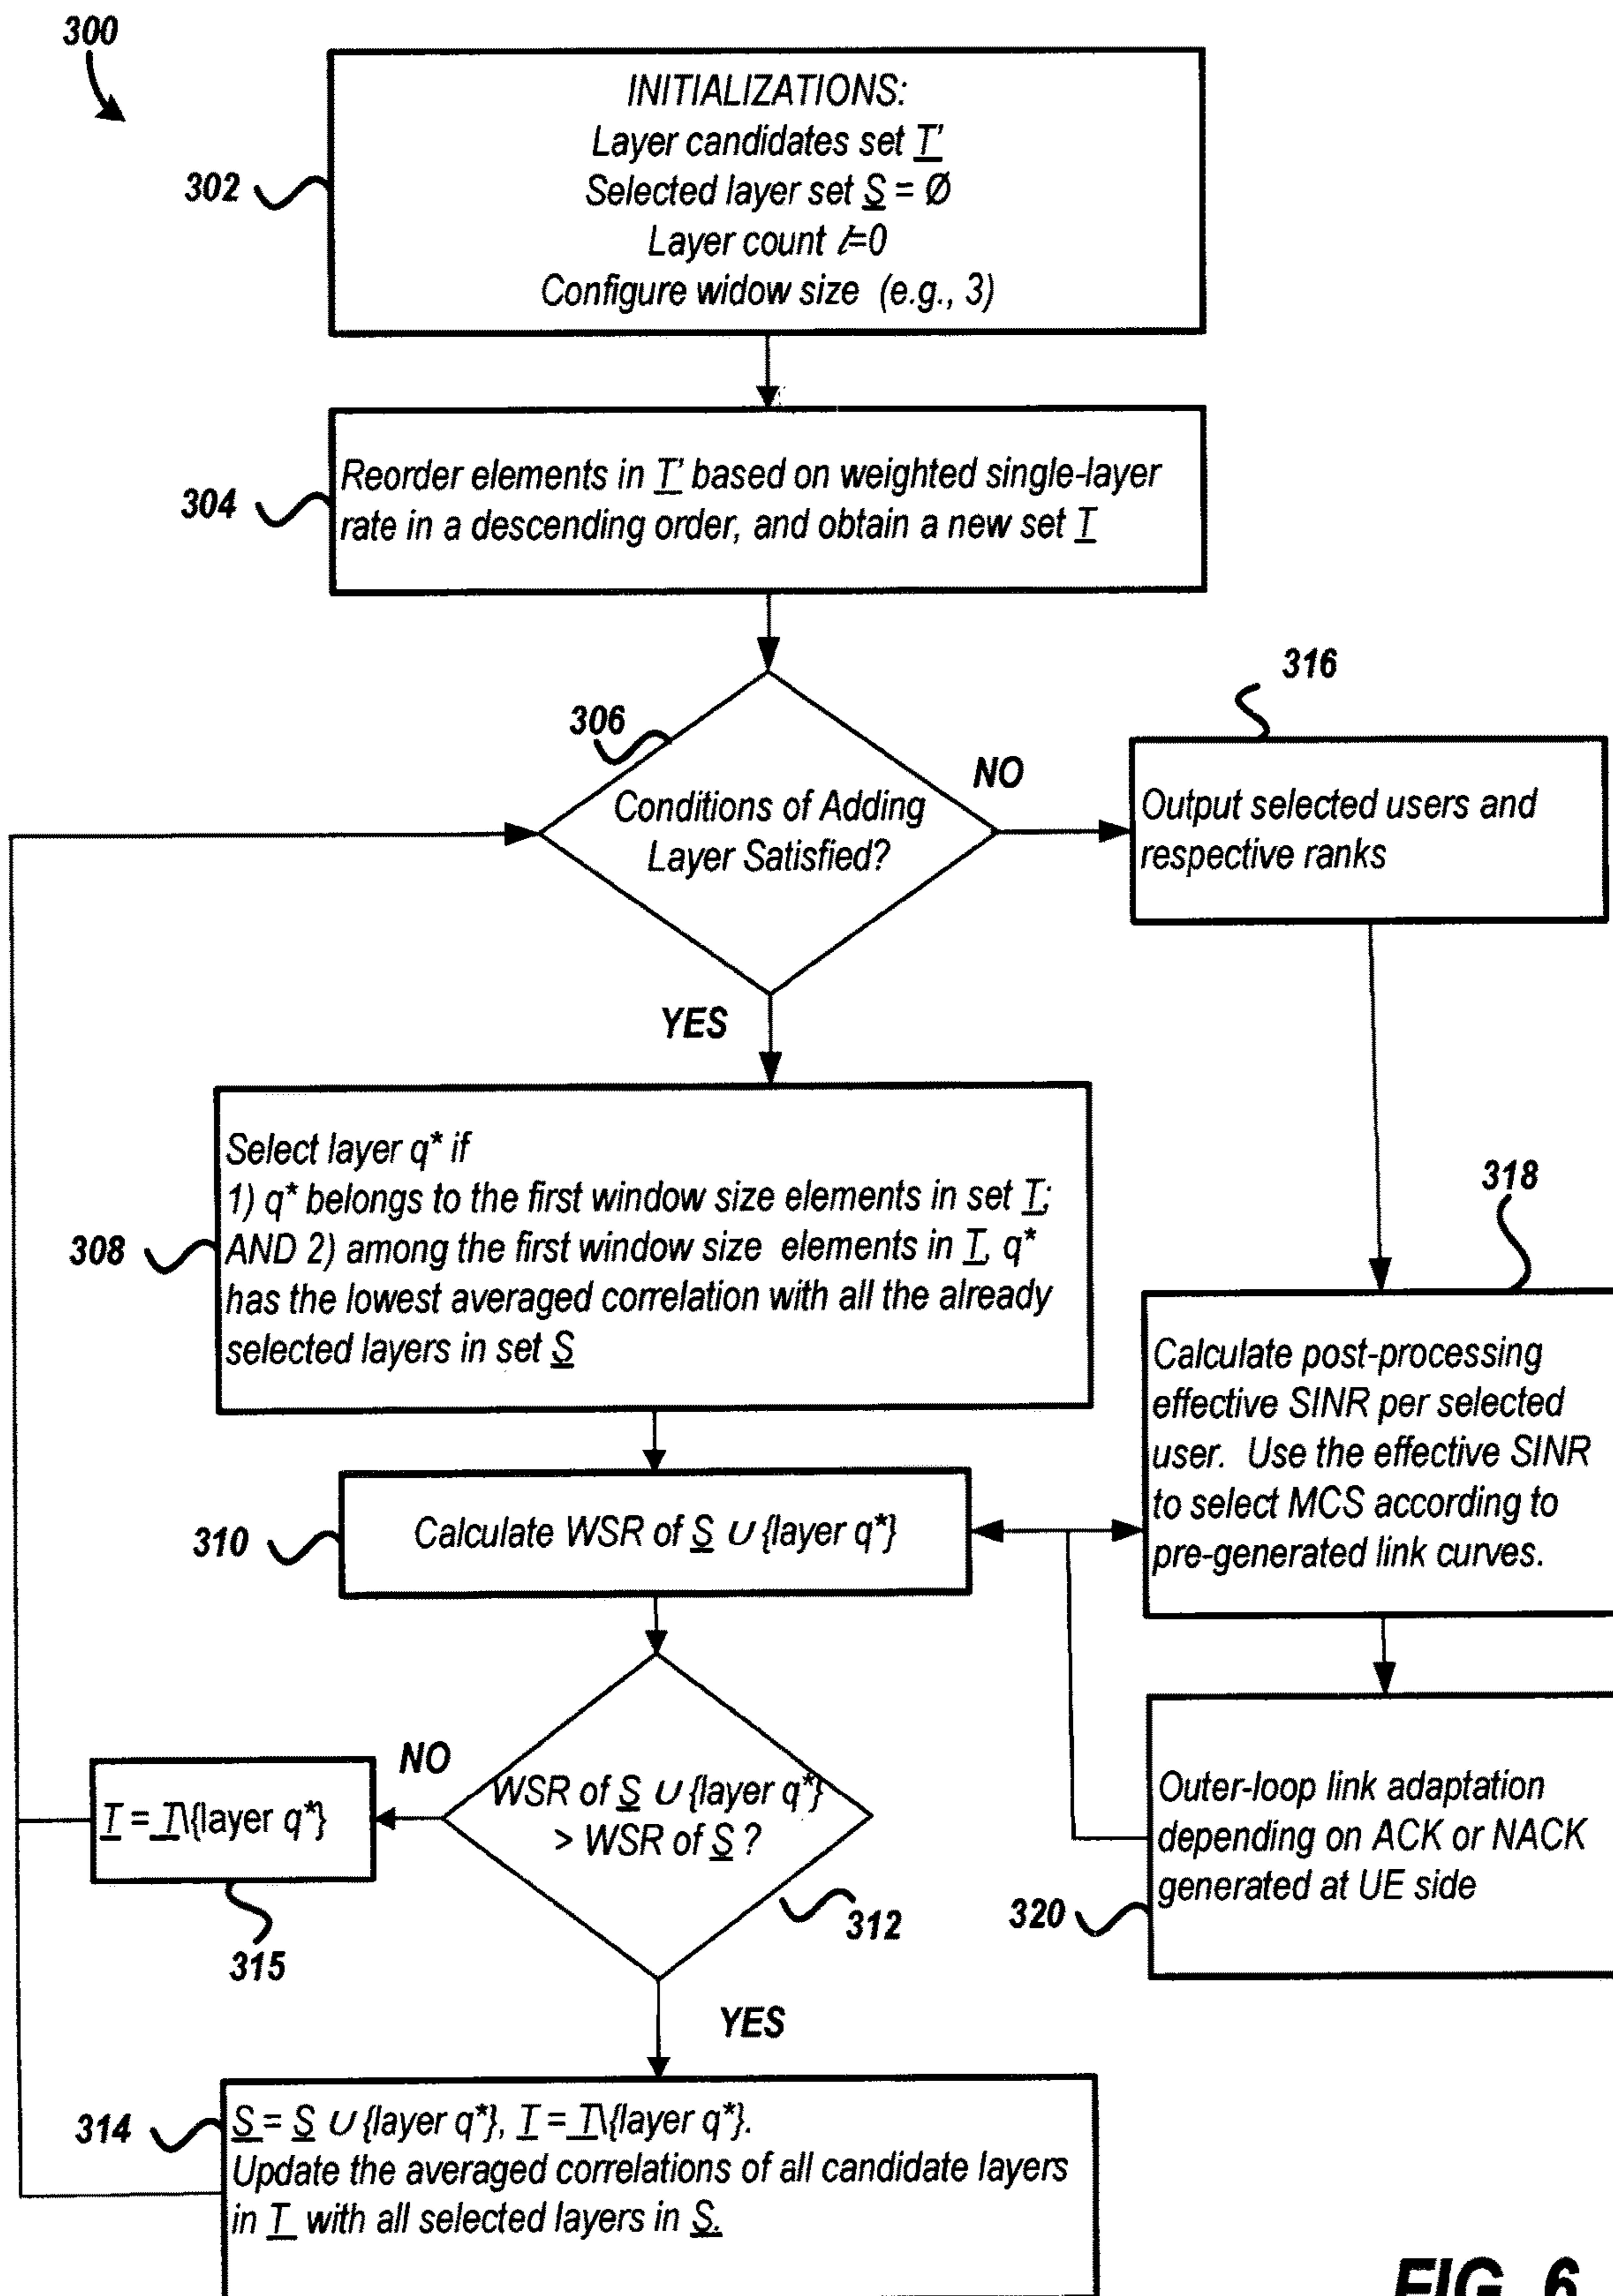 300
INITIALIZATIONS:
Layer candidates set T'
Selected layer set S = Ø
Layer count ℓ=0
Configure widow size (e.g., 3)
302
304
Reorder elements in T' based on weighted single-layer
rate in a descending order, and obtain a new set T
306
Conditions of Adding
Layer Satisfied?
NO
316
Output selected users and
respective ranks
YES
308
Select layer q* if
1) q* belongs to the first window size elements in set T;
AND 2) among the first window size elements in T, q*
has the lowest averaged correlation with all the already
selected layers in set S
318
Calculate post-processing
effective SINR per selected
user. Use the effective SINR
to select MCS according to
pre-generated link curves.
310
Calculate WSR of S ∪ {layer q*}
WSR of S ∪ {layer q*}
> WSR of S ?
312
NO
T = T\{layer q*}
315
320
Outer-loop link adaptation
depending on ACK or NACK
generated at UE side
YES
314
S = S ∪ {layer q*}, T = T\{layer q*}.
Update the averaged correlations of all candidate layers
in T with all selected layers in S.
FIG. 6